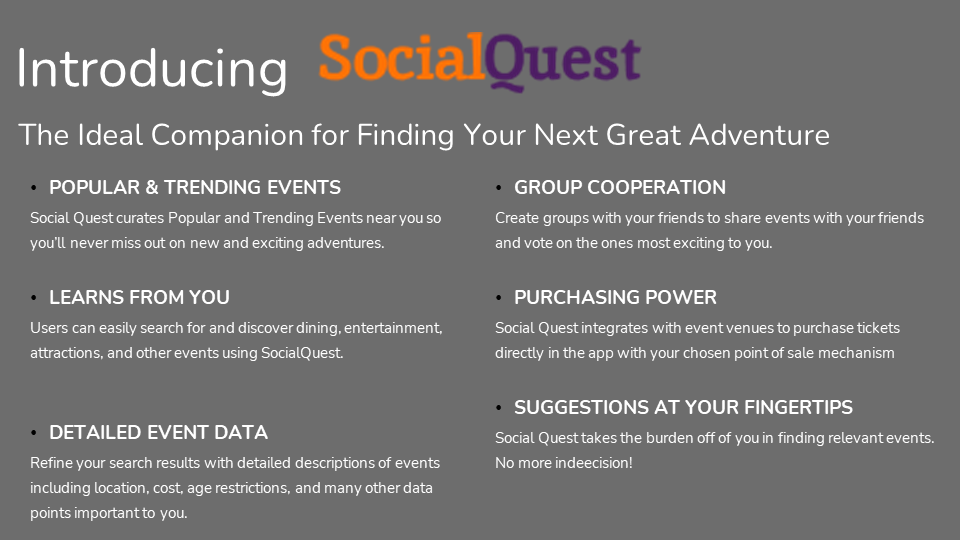 Introducing SocialQuest
The Ideal Companion for Finding Your Next Great Adventure
• POPULAR & TRENDING EVENTS
Social Quest curates Popular and Trending Events near you so
you'll never miss out on new and exciting adventures.
• LEARNS FROM YOU
Users can easily search for and discover dining, entertainment,
attractions, and other events using SocialQuest.
• DETAILED EVENT DATA
Refine your search results with detailed descriptions of events
including location, cost, age restrictions, and many other data
points important to you.
• GROUP COOPERATION
Create groups with your friends to share events with your friends
and vote on the ones most exciting to you.
• PURCHASING POWER
Social Quest integrates with event venues to purchase tickets
directly in the app with your chosen point of sale mechanism
• SUGGESTIONS AT YOUR FINGERTIPS
Social Quest takes the burden off of you in finding relevant events.
No more indeecision!